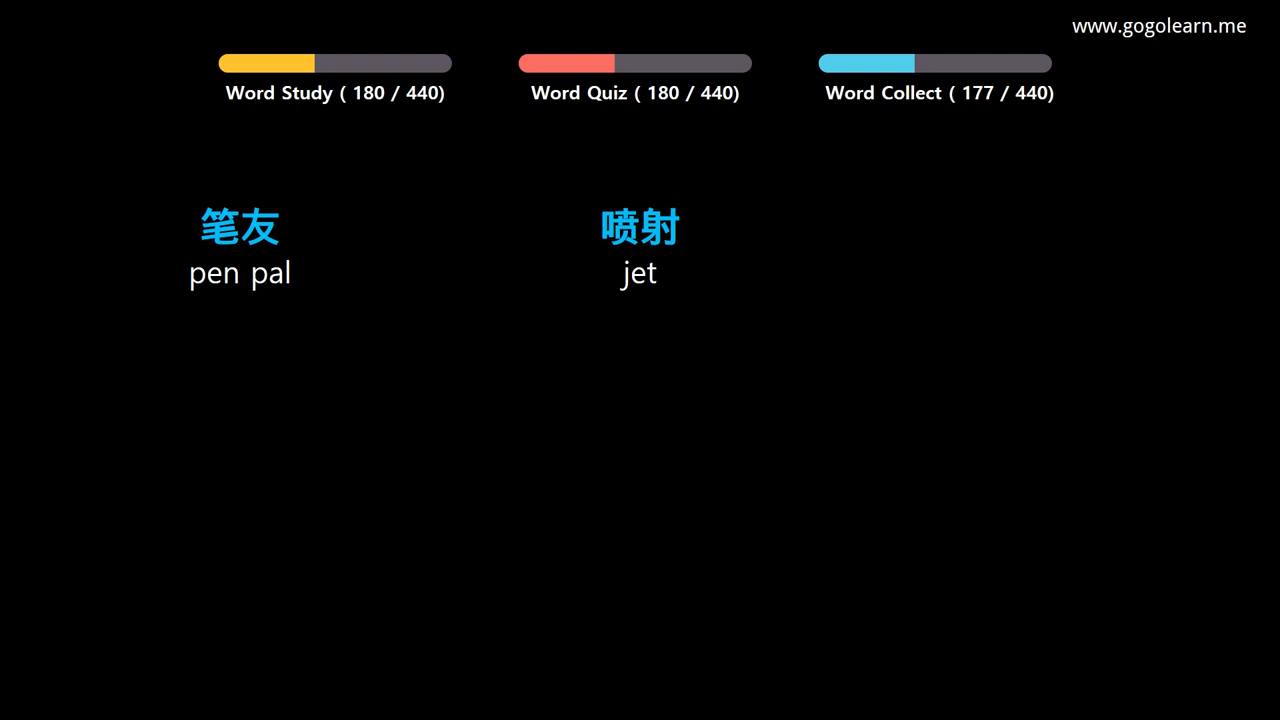 www.gogolearn.me
Word Study ( 180 / 440)
Word Quiz ( 180 / 440)
Word Collect ( 177 / 440)
笔友
pen pal
喷射
jet